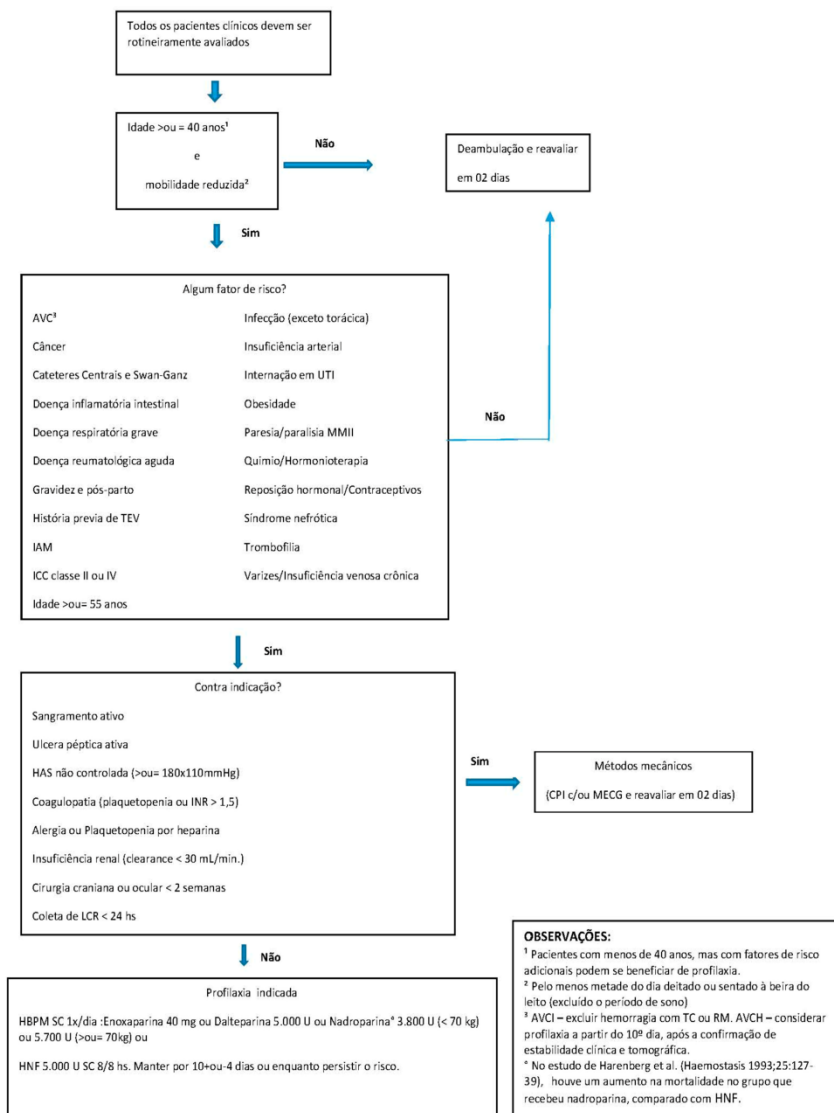 Todos os pacientes clínicos devem ser
rotineiramente avaliados
Idade >ou = 40 anos¹
e
mobilidade reduzida²
Não
Deambulação e reavaliar
em 02 dias
Sim
Algum fator de risco?
AVC³
Infecção (exceto torácica)
Câncer
Insuficiência arterial
Cateteres Centrais e Swan-Ganz
Internação em UTI
Doença inflamatória intestinal
Obesidade
Doença respiratória grave
Paresia/paralisia MMII
Doença reumatológica aguda
Quimio/Hormonioterapia
Gravidez e pós-parto
Reposição hormonal/Contraceptivos
História previa de TEV
Síndrome nefrótica
IAM
Trombofilia
ICC classe II ou IV
Varizes/Insuficiência venosa crônica
Idade >ou= 55 anos
Não
Sim
Contra indicação?
Sangramento ativo
Ulcera péptica ativa
HAS não controlada (>ou= 180x110mmHg)
Coagulopatia (plaquetopenia ou INR > 1,5)
Alergia ou Plaquetopenia por heparina
Insuficiência renal (clearance < 30 mL/min.)
Cirurgia craniana ou ocular < 2 semanas
Coleta de LCR < 24 hs
Sim
Métodos mecânicos
(CPI c/ou MECG e reavaliar em 02 dias)
Não
Profilaxia indicada
HBPM SC 1x/dia :Enoxaparina 40 mg ou Dalteparina 5.000 U ou Nadroparina° 3.800 U (< 70 kg)
ou 5.700 U (>ou= 70kg) ou
HNF 5.000 U SC 8/8 hs. Manter por 10+ou-4 dias ou enquanto persistir o risco.
OBSERVAÇÕES:
¹ Pacientes com menos de 40 anos, mas com fatores de risco
adicionais podem se beneficiar de profilaxia.
² Pelo menos metade do dia deitado ou sentado à beira do
leito (excluído o período de sono)
³ AVCI – excluir hemorragia com TC ou RM. AVCH – considerar
profilaxia a partir do 10º dia, após a confirmação de
estabilidade clínica e tomográfica.
° No estudo de Harenberg et al. (Haemostasis 1993;25:127-
39), houve um aumento na mortalidade no grupo que
recebeu nadroparina, comparado com HNF.